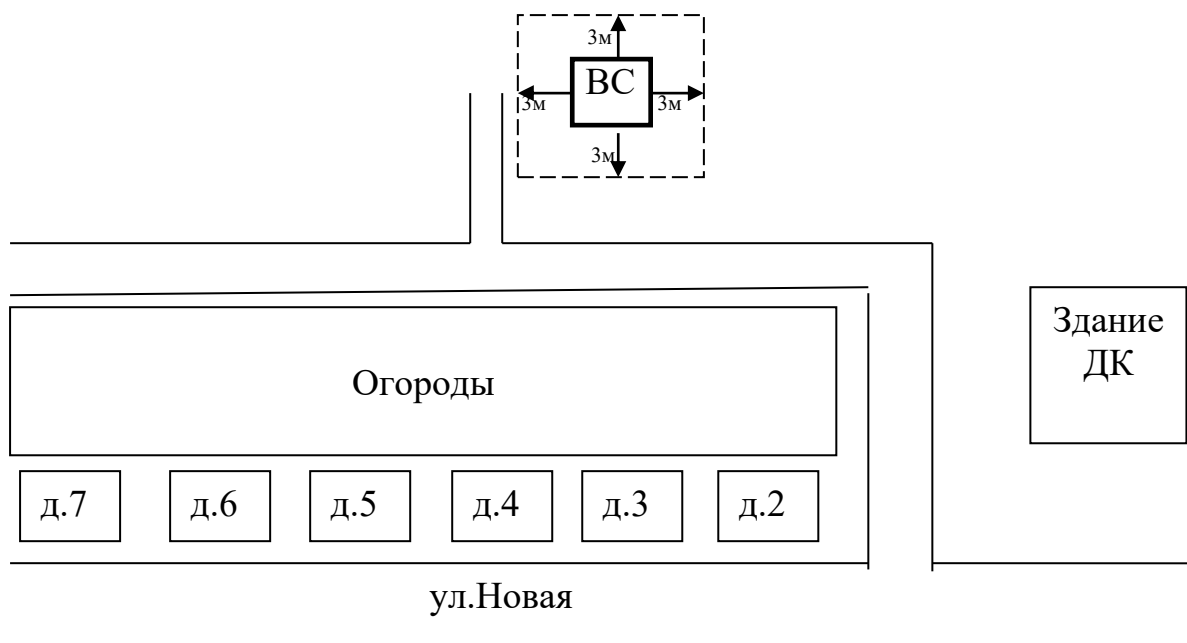 3м
ВС
3м
3м
3м
Здание
ДК
Огороды
д.7
д.6
д.5
д.4
д.3
д.2
ул.Новая